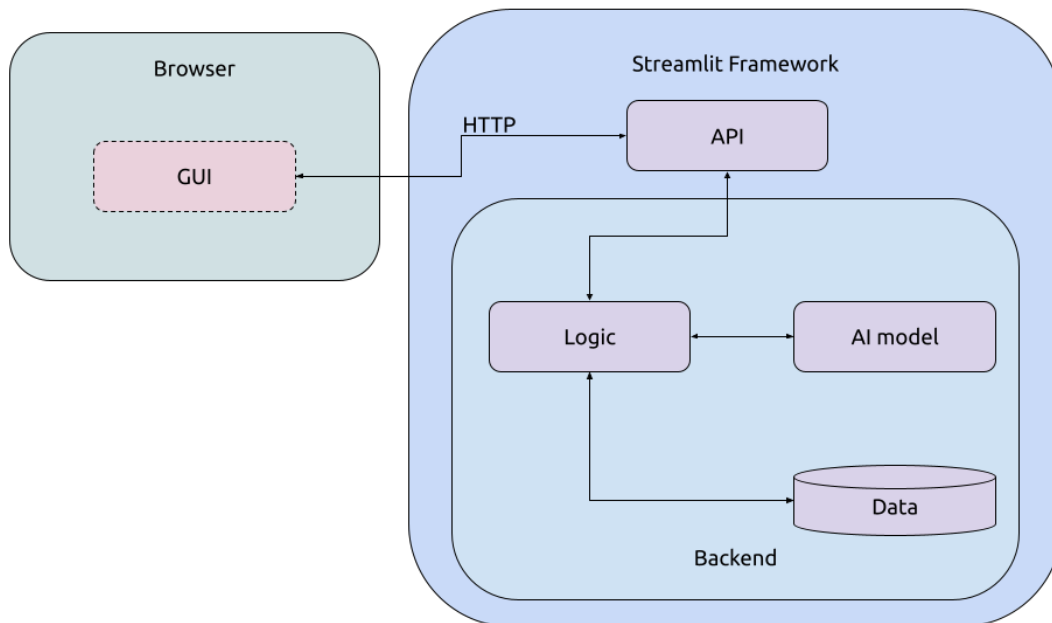 Browser
Streamlit Framework
HTTP
API
GUI
Logic
AI model
Data
Backend